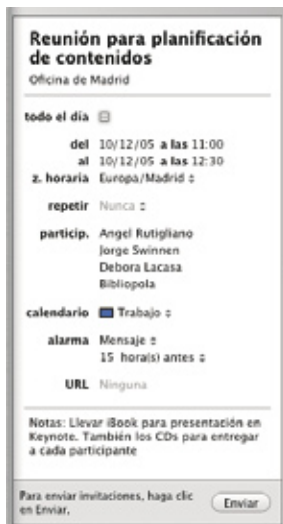 Reunión para planificación
de contenidos
Oficina de Madrid
todo el día
del 10/12/05 a las 11:00
al 10/12/05 a las 12:30
z. horaria Europa/Madrid
repetir Nunca
particip. Angel Rutigliano
Jorge Swinnen
Debora Lacasa
Bibliopola
calendario Trabajo
alarma Mensaje
15 hora(s) antes
URL Ninguna
Notas: Llevar iBook para presentación en
Keynote. También los CDs para entregar
a cada participante
Para enviar invitaciones, haga clic
en Enviar.
Enviar